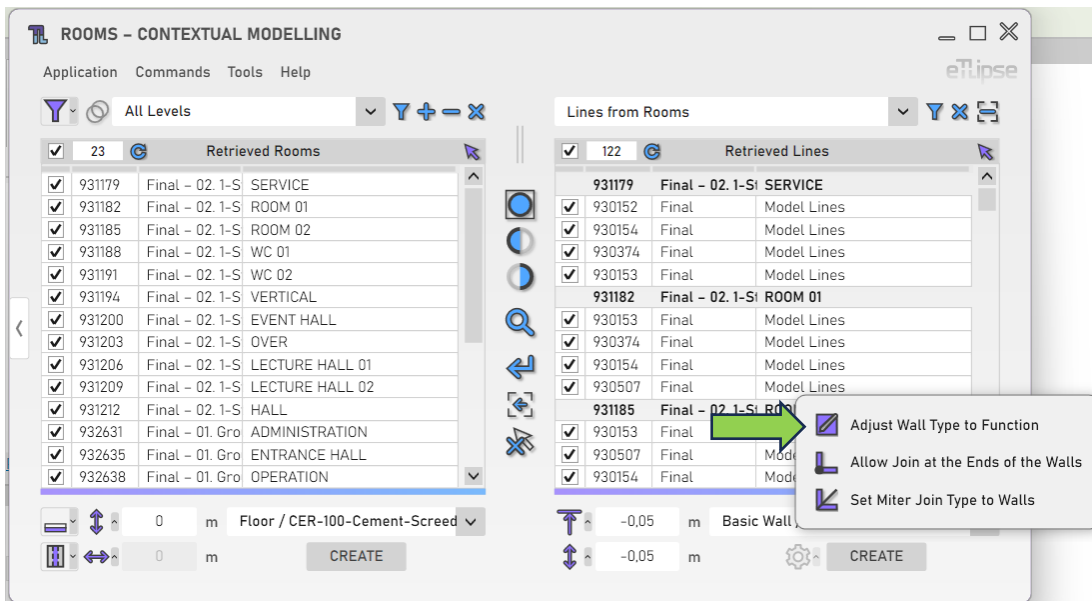 ROOMS – CONTEXTUAL MODELLING
Application Commands Tools Help
eTLipse
All Levels
Lines from Rooms
23 Retrieved Rooms
931179 Final – 02. 1-S SERVICE
931182 Final – 02. 1-S ROOM 01
931185 Final – 02. 1-S ROOM 02
931188 Final – 02. 1-S WC 01
931191 Final – 02. 1-S WC 02
931194 Final – 02. 1-S VERTICAL
931200 Final – 02. 1-S EVENT HALL
931203 Final – 02. 1-S OVER
931206 Final – 02. 1-S LECTURE HALL 01
931209 Final – 02. 1-S LECTURE HALL 02
931212 Final – 02. 1-S HALL
932631 Final – 01. Gro ADMINISTRATION
932635 Final – 01. Gro ENTRANCE HALL
932638 Final – 01. Gro OPERATION
0 m Floor / CER-100-Cement-Screed
0 m CREATE
122 Retrieved Lines
931179 Final – 02. 1-St SERVICE
930152 Final Model Lines
930154 Final Model Lines
930374 Final Model Lines
930153 Final Model Lines
931182 Final – 02. 1-St ROOM 01
930153 Final Model Lines
930374 Final Model Lines
930154 Final Model Lines
930507 Final Model Lines
931185 Final – 02. 1-St
930153 Final
930507 Final
930154 Final
Adjust Wall Type to Function
Allow Join at the Ends of the Walls
Set Miter Join Type to Walls
-0,05 m Basic Wall
-0,05 m CREATE